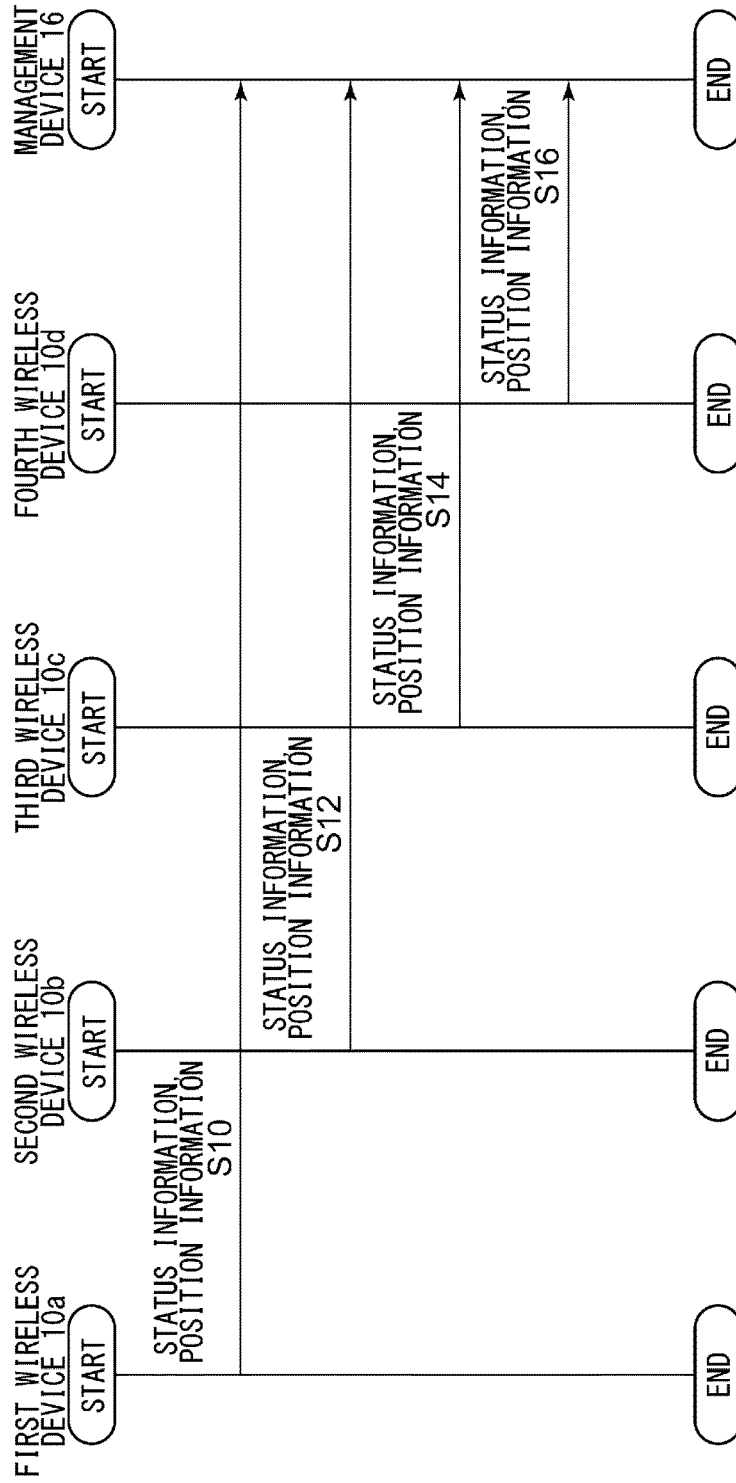 FIRST WIRELESS
DEVICE 10a
START
SECOND WIRELESS
DEVICE 10b
START
THIRD WIRELESS
DEVICE 10c
START
FOURTH WIRELESS
DEVICE 10d
START
MANAGEMENT
DEVICE 16
START
STATUS INFORMATION,
POSITION INFORMATION
S10
STATUS INFORMATION,
POSITION INFORMATION
S12
STATUS INFORMATION,
POSITION INFORMATION
S14
STATUS INFORMATION,
POSITION INFORMATION
S16
END
END
END
END
END